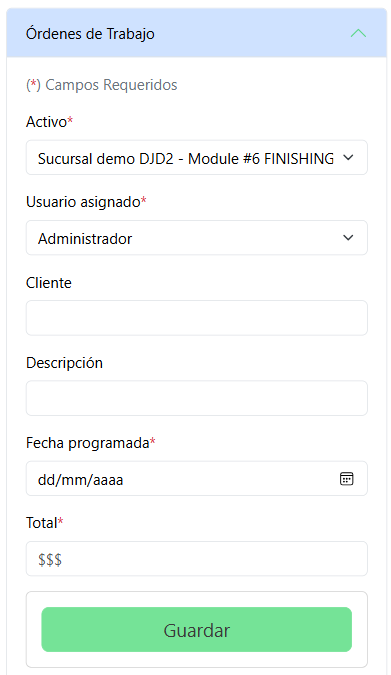 Órdenes de Trabajo
(*) Campos Requeridos
Activo*
Sucursal demo DJD2 - Module #6 FINISHING
Usuario asignado*
Administrador
Cliente
Descripción
Fecha programada*
dd/mm/aaaa
Total*
$$$
Guardar